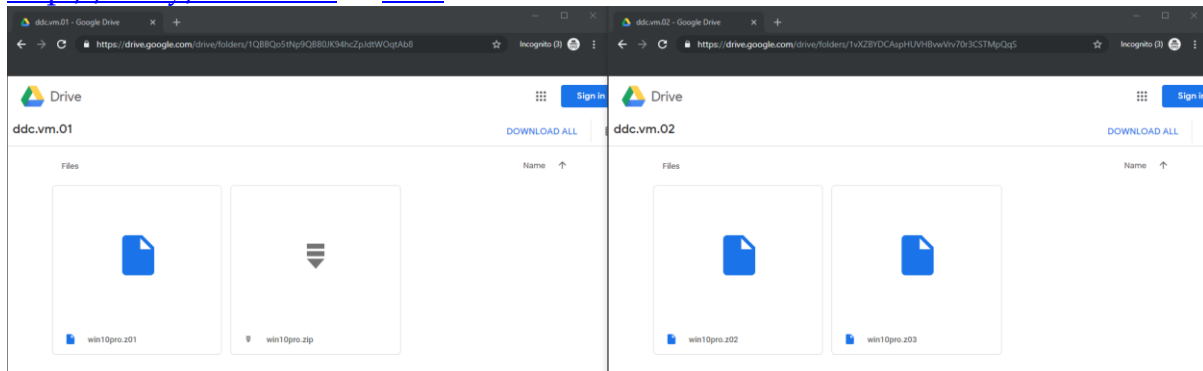 ddc.vm.01 - Google Drive
https://drive.google.com/drive/folders/1QBBQo5tNp9QBB0JK94hcZpJdtWOqtAb8
Incognito (3)
Drive
Sign in
ddc.vm.01
DOWNLOAD ALL
Files
Name
win10pro.z01
win10pro.zip
ddc.vm.02 - Google Drive
https://drive.google.com/drive/folders/1vXZBYDCAspHUVHBvwVrv70r3CSTMpQqS
Incognito (3)
Drive
Sign in
ddc.vm.02
DOWNLOAD ALL
Files
Name
win10pro.z02
win10pro.z03